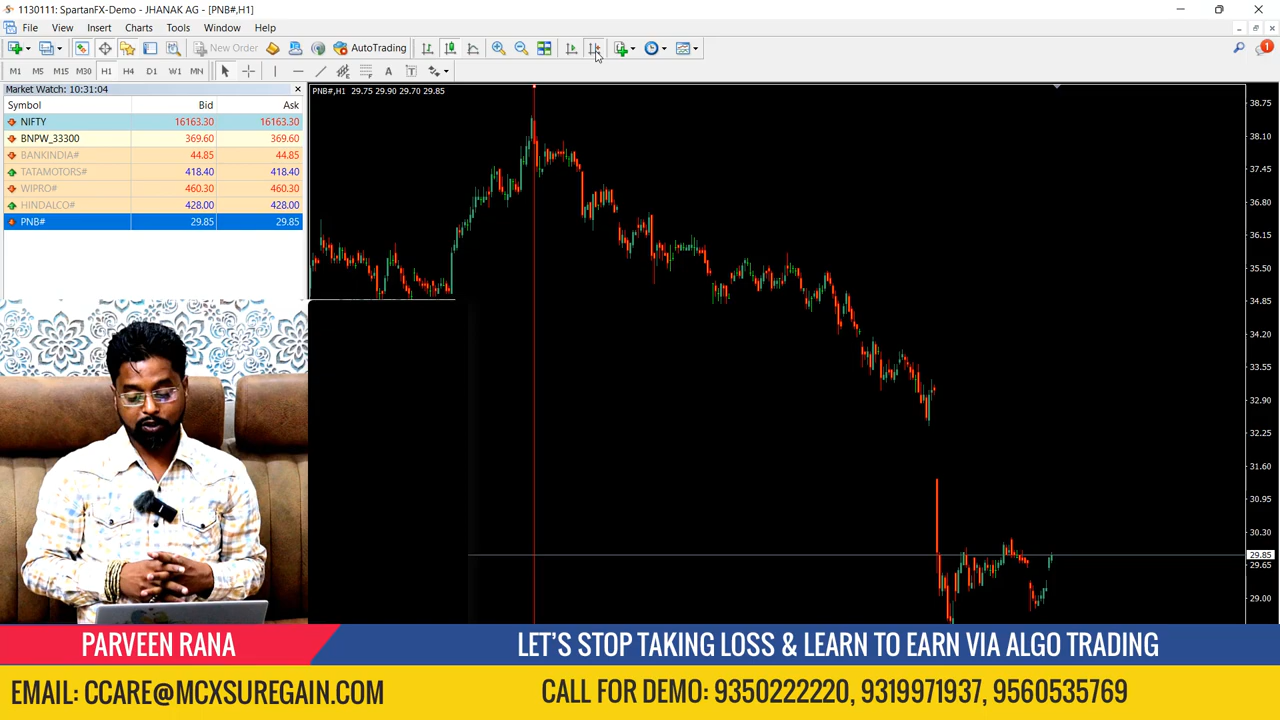 1130111: SpartanFX-Demo - JHANAK AG - [PNB#,H1]
File View Insert Charts Tools Window Help
New Order AutoTrading 1
M1 M5 M15 M30 H1 H4 D1 W1 MN A T
Market Watch: 10:31:04
Symbol Bid Ask
NIFTY 16163.30 16163.30
BNPW_33300 369.60 369.60
BANKINDIA# 44.85 44.85
TATAMOTORS# 418.40 418.40
WIPRO# 460.30 460.30
HINDALCO# 428.00 428.00
PNB# 29.85 29.85
PNB#,H1 29.75 29.90 29.70 29.85
38.75
38.10
37.45
36.80
36.15
35.50
34.85
34.20
33.55
32.90
32.25
31.60
30.95
30.30
29.85
29.65
29.00
PARVEEN RANA
LET'S STOP TAKING LOSS & LEARN TO EARN VIA ALGO TRADING
EMAIL: CCARE@MCXSUREGAIN.COM
CALL FOR DEMO: 9350222220, 9319971937, 9560535769